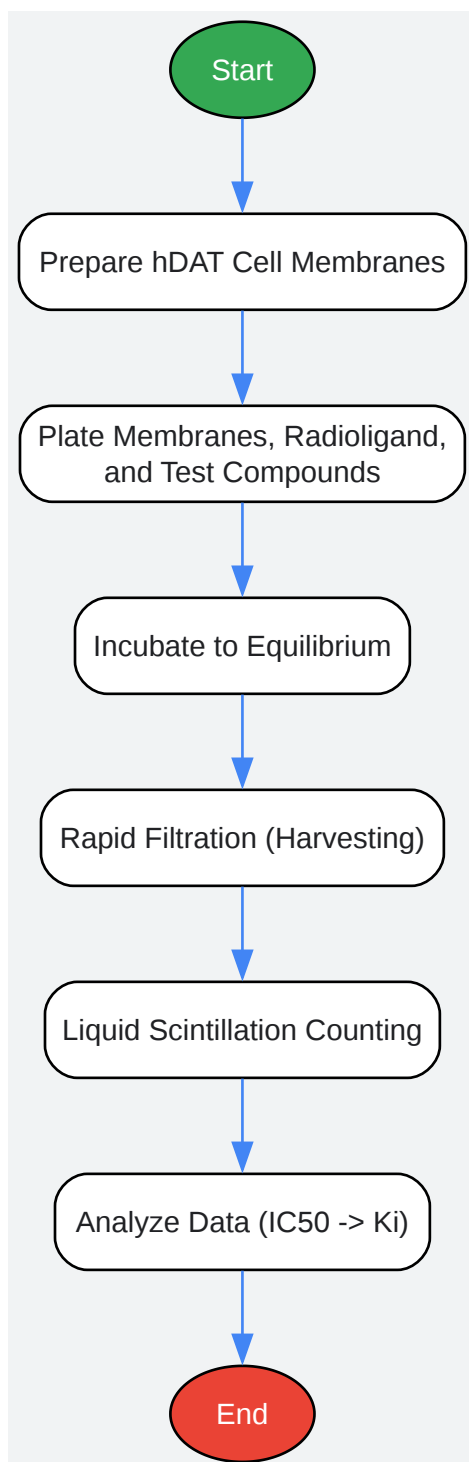 Start
Prepare hDAT Cell Membranes
Plate Membranes, Radioligand,
and Test Compounds
Incubate to Equilibrium
Rapid Filtration (Harvesting)
Liquid Scintillation Counting
Analyze Data (IC50 -> Ki)
End